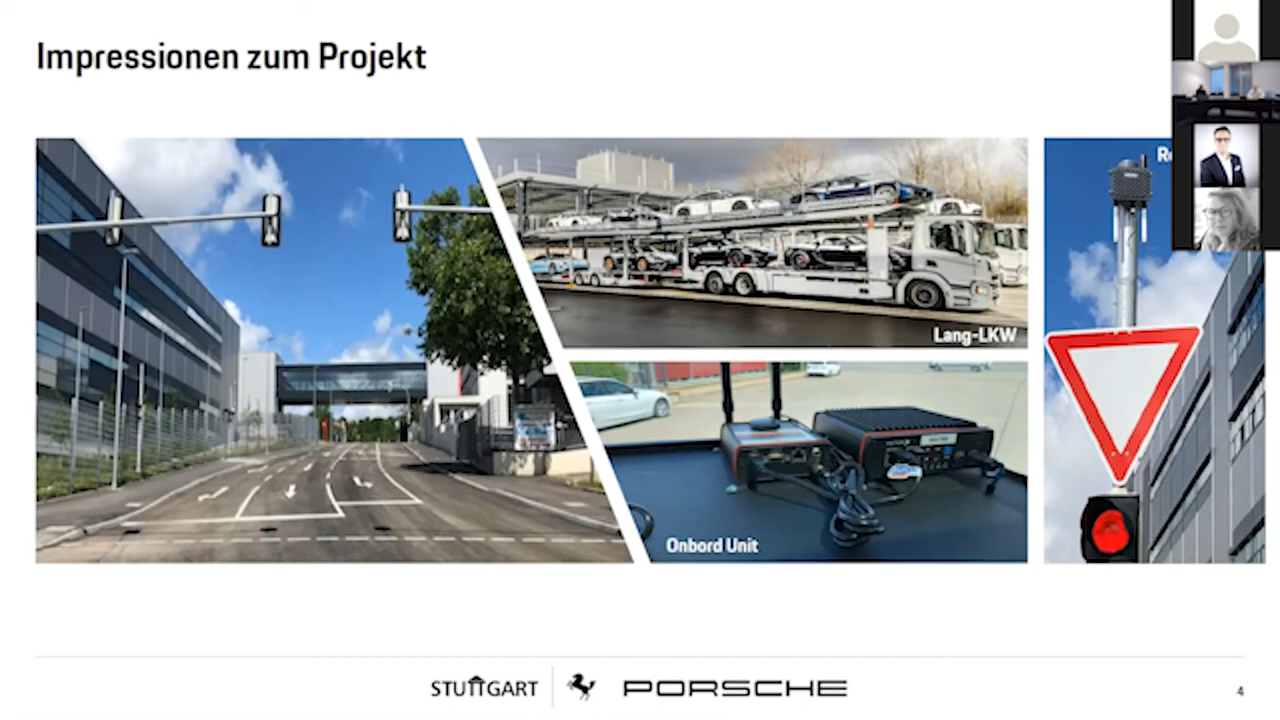 Impressionen zum Projekt
Lang-LKW
Onbord Unit
STUTTGART
PORSCHE
4